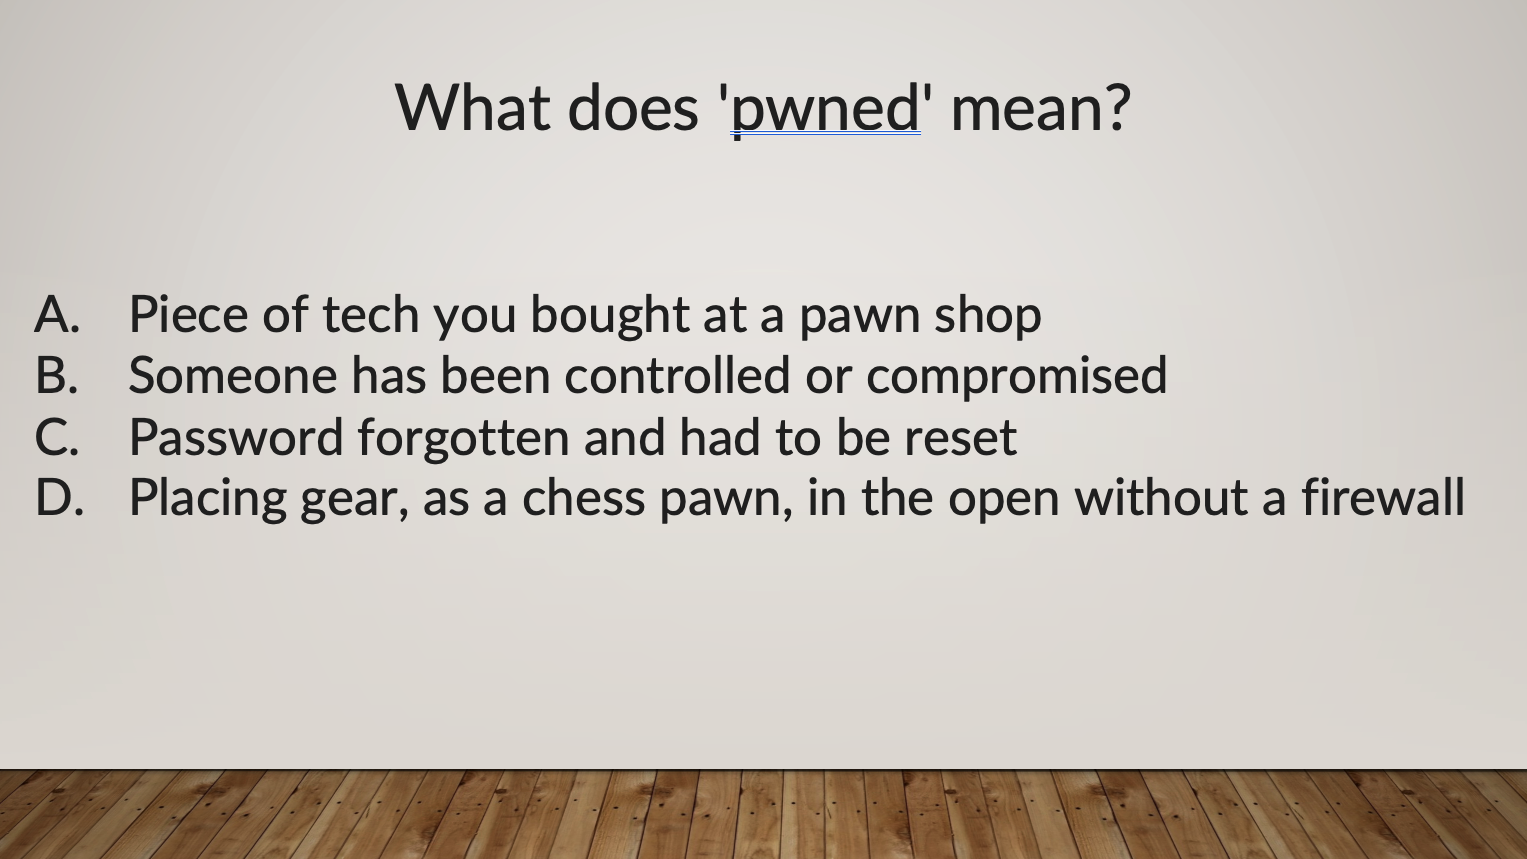 What does 'pwned' mean?
A. Piece of tech you bought at a pawn shop
B. Someone has been controlled or compromised
C. Password forgotten and had to be reset
D. Placing gear, as a chess pawn, in the open without a firewall